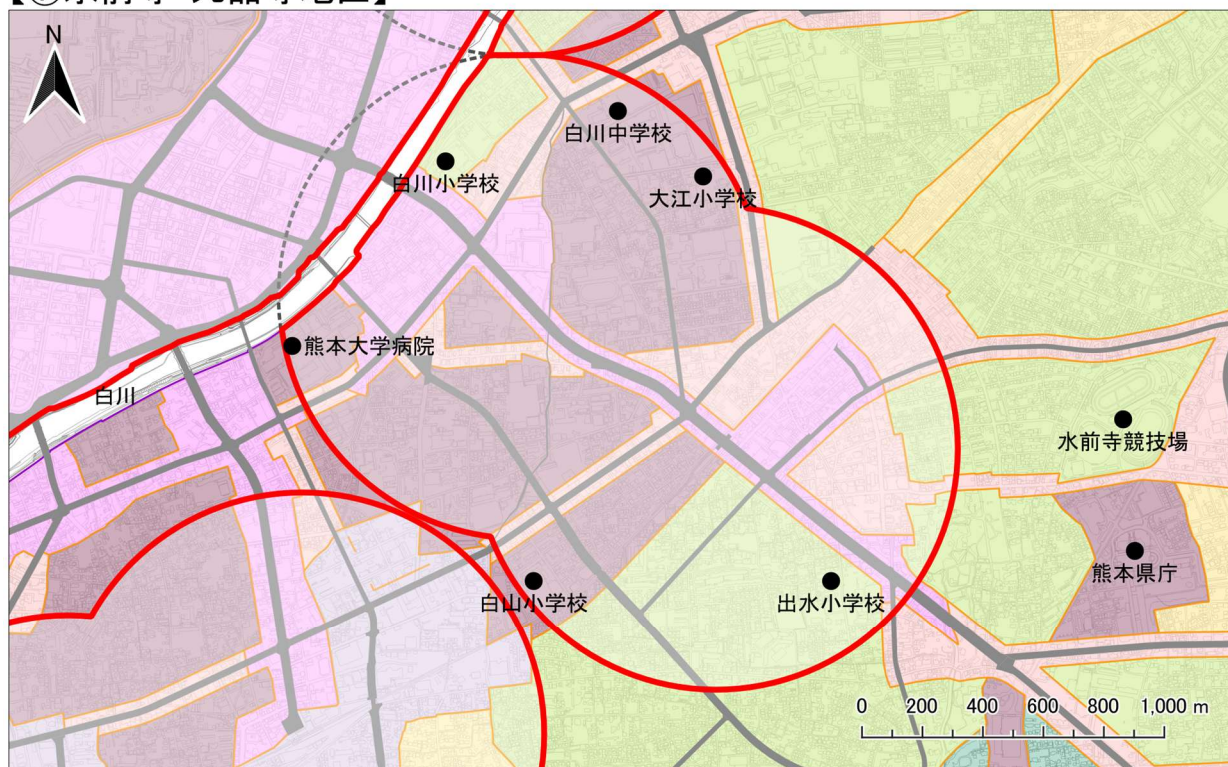 N
白川中学校
白川小学校
大江小学校
熊本大学病院
白川
水前寺競技場
熊本県庁
白山小学校
出水小学校
0 200 400 600 800 1,000 m